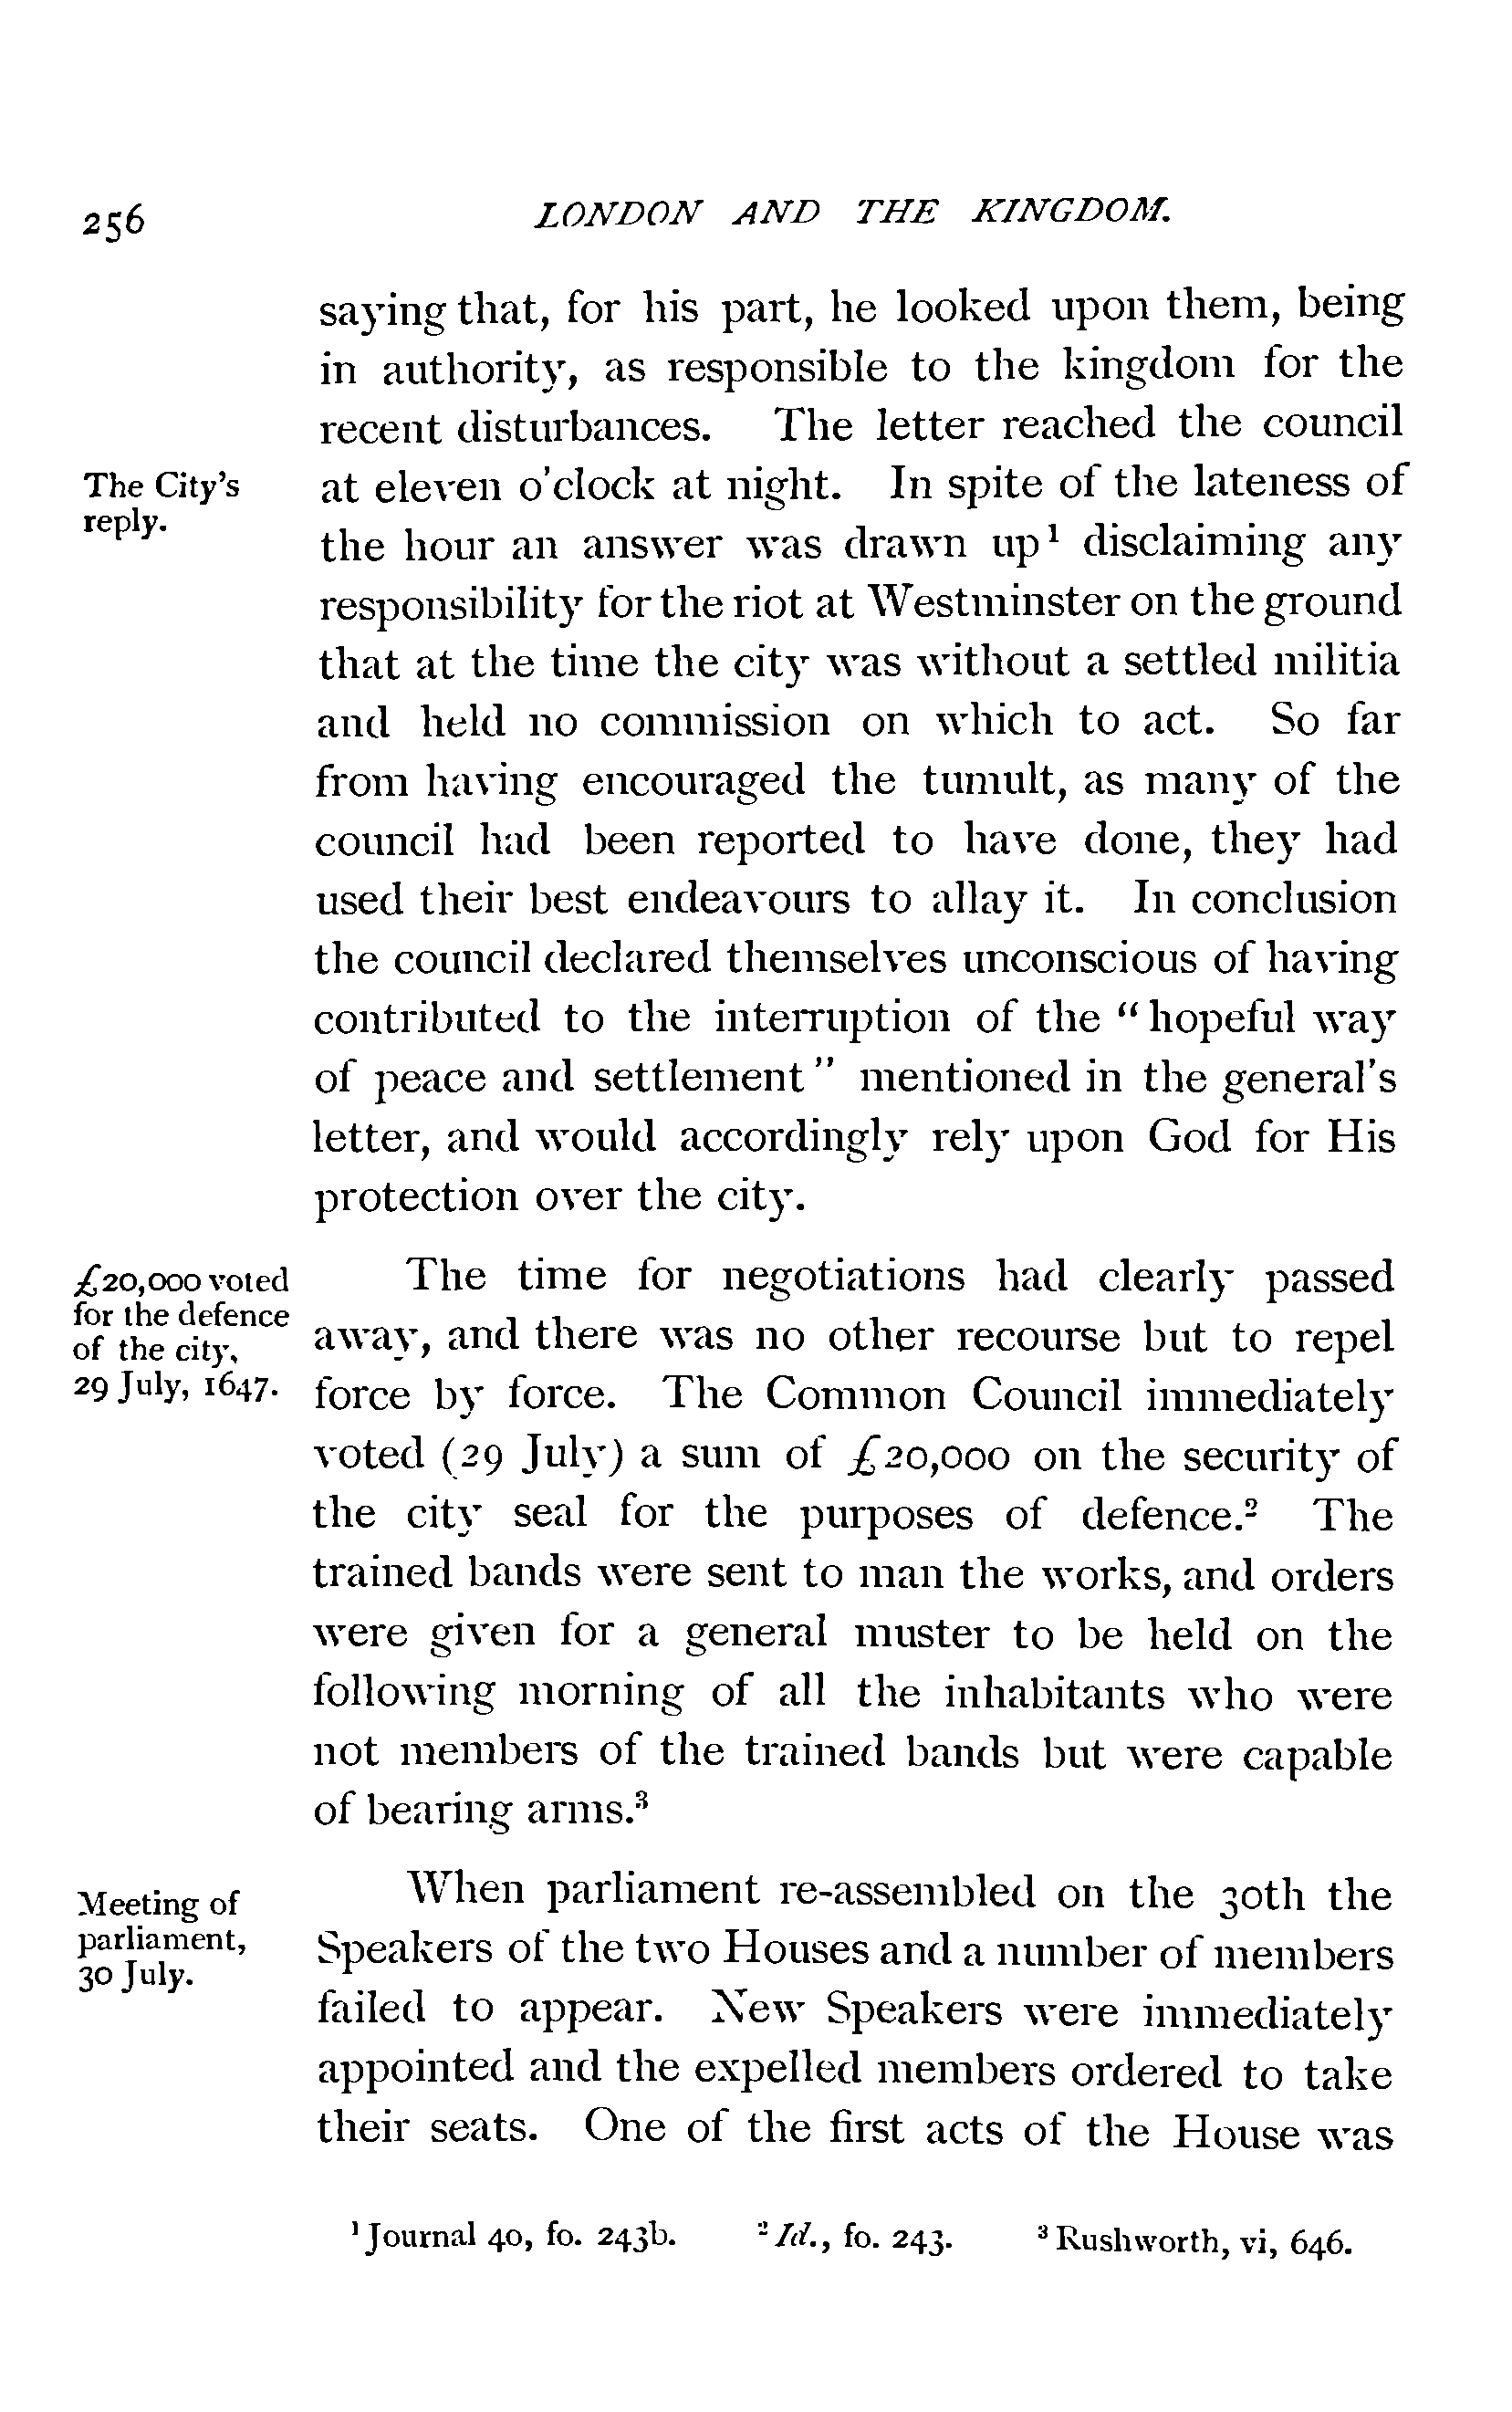 256
LONDON AND THE KINGDOM.
saying that, for his part, he looked upon them, being
in authority, as responsible to the kingdom for the
recent disturbances. The letter reached the council
The City's
reply.
at eleven o'clock at night. In spite of the lateness of
the hour an answer was drawn up¹ disclaiming any
responsibility for the riot at Westminster on the ground
that at the time the city was without a settled militia
and held no commission on which to act. So far
from having encouraged the tumult, as many of the
council had been reported to have done, they had
used their best endeavours to allay it. In conclusion
the council declared themselves unconscious of having
contributed to the interruption of the "hopeful way
of peace and settlement" mentioned in the general's
letter, and would accordingly rely upon God for His
protection over the city.
£20,000 voted
for the defence
of the city,
29 July, 1647.
The time for negotiations had clearly passed
away, and there was no other recourse but to repel
force by force. The Common Council immediately
voted (29 July) a sum of £20,000 on the security of
the city seal for the purposes of defence.² The
trained bands were sent to man the works, and orders
were given for a general muster to be held on the
following morning of all the inhabitants who were
not members of the trained bands but were capable
of bearing arms.³
Meeting of
parliament,
30 July.
When parliament re-assembled on the 30th the
Speakers of the two Houses and a number of members
failed to appear. New Speakers were immediately
appointed and the expelled members ordered to take
their seats. One of the first acts of the House was
¹ Journal 40, fo. 243b. ² Id., fo. 243. ³ Rushworth, vi, 646.